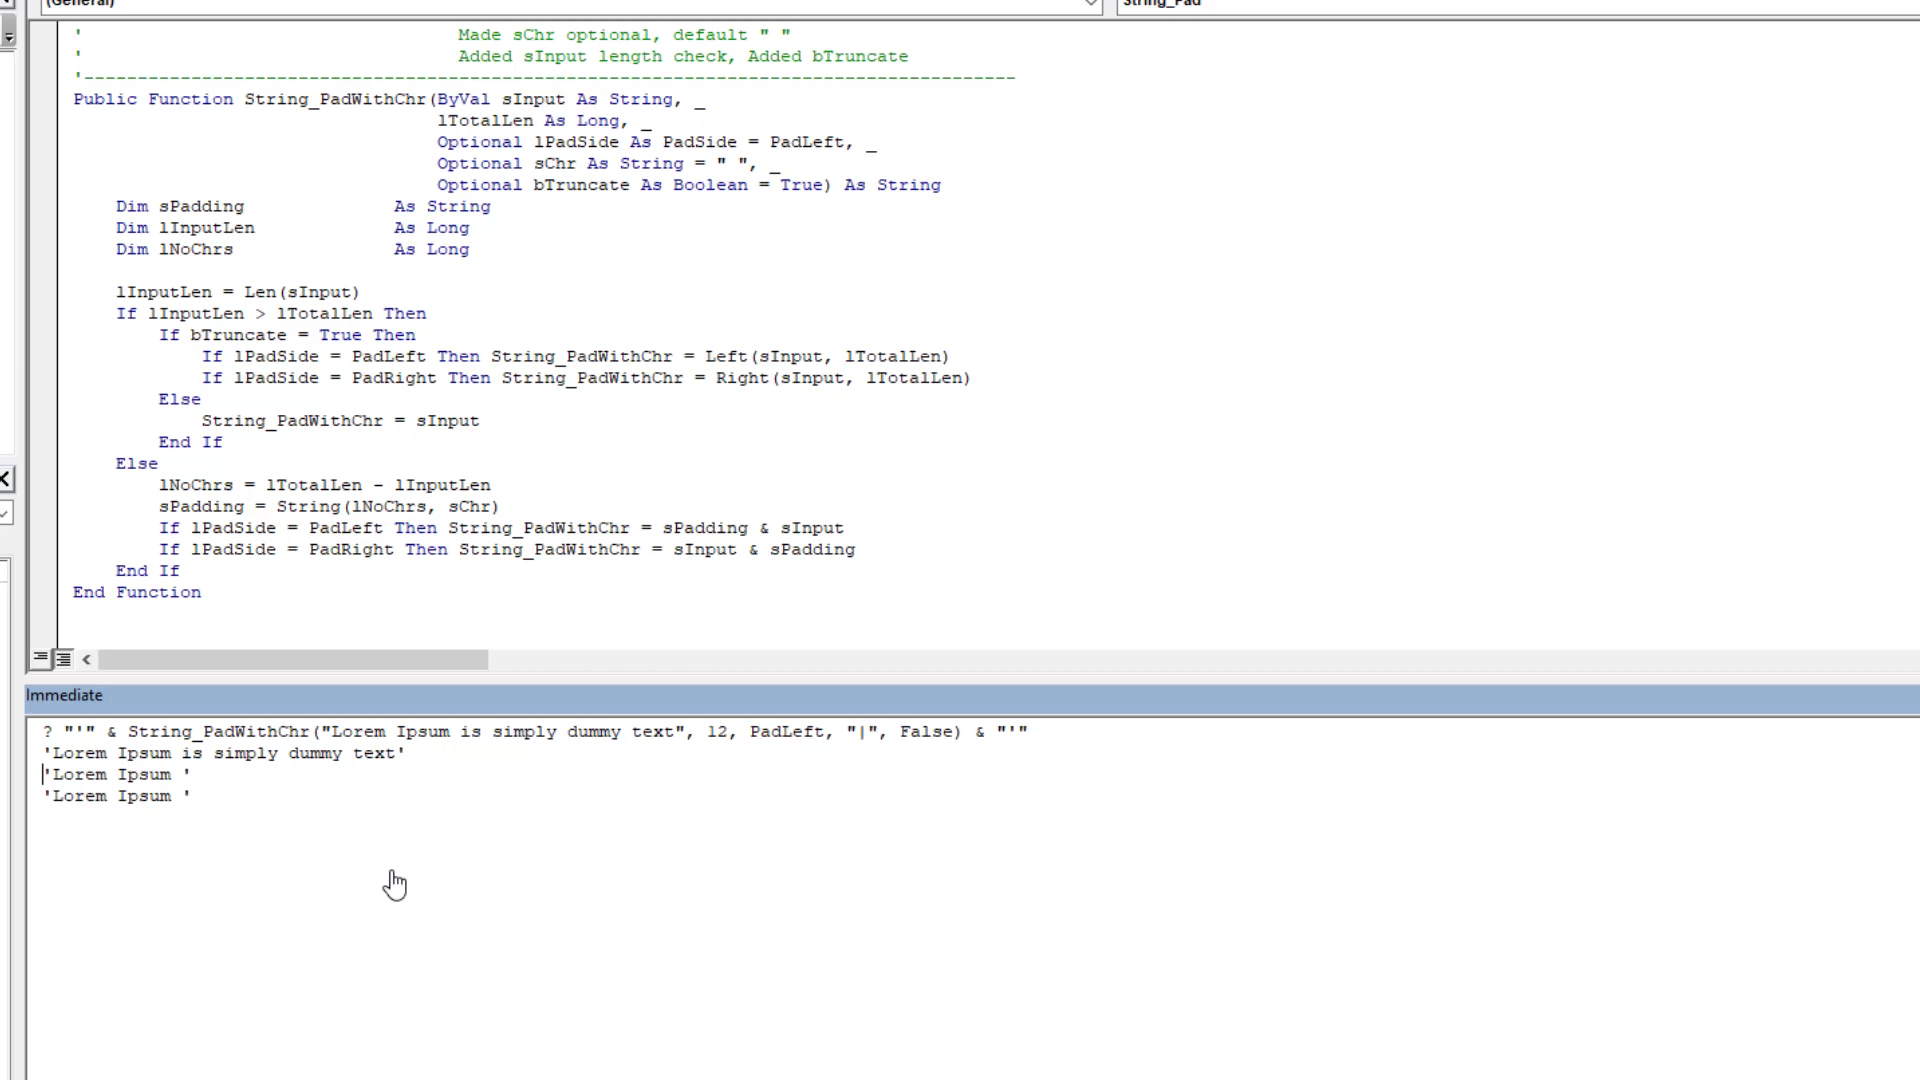 (General)
String_Pad
' Made sChr optional, default " "
' Added sInput length check, Added bTruncate
'---------------------------------------------------------------------------------------
Public Function String_PadWithChr(ByVal sInput As String, _
lTotalLen As Long, _
Optional lPadSide As PadSide = PadLeft, _
Optional sChr As String = " ", _
Optional bTruncate As Boolean = True) As String
Dim sPadding As String
Dim lInputLen As Long
Dim lNoChrs As Long
lInputLen = Len(sInput)
If lInputLen > lTotalLen Then
If bTruncate = True Then
If lPadSide = PadLeft Then String_PadWithChr = Left(sInput, lTotalLen)
If lPadSide = PadRight Then String_PadWithChr = Right(sInput, lTotalLen)
Else
String_PadWithChr = sInput
End If
Else
lNoChrs = lTotalLen - lInputLen
sPadding = String(lNoChrs, sChr)
If lPadSide = PadLeft Then String_PadWithChr = sPadding & sInput
If lPadSide = PadRight Then String_PadWithChr = sInput & sPadding
End If
End Function
Immediate
? "'" & String_PadWithChr("Lorem Ipsum is simply dummy text", 12, PadLeft, "|", False) & "'"
'Lorem Ipsum is simply dummy text'
'Lorem Ipsum '
'Lorem Ipsum '